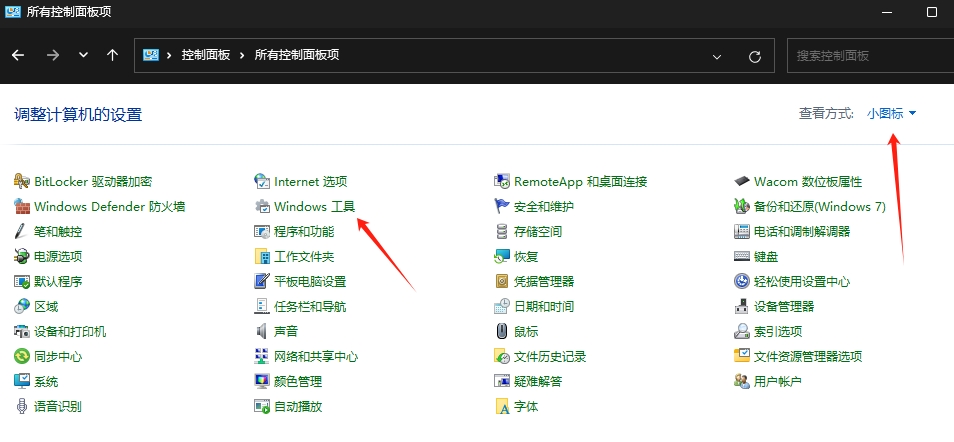 所有控制面板项
控制面板 › 所有控制面板项
搜索控制面板
调整计算机的设置
查看方式: 小图标
BitLocker 驱动器加密
Internet 选项
RemoteApp 和桌面连接
Wacom 数位板属性
Windows Defender 防火墙
Windows 工具
安全和维护
备份和还原(Windows 7)
笔和触控
程序和功能
存储空间
电话和调制解调器
电源选项
工作文件夹
恢复
键盘
默认程序
平板电脑设置
凭据管理器
轻松使用设置中心
区域
任务栏和导航
日期和时间
设备管理器
设备和打印机
声音
鼠标
索引选项
同步中心
网络和共享中心
文件历史记录
文件资源管理器选项
系统
颜色管理
疑难解答
用户帐户
语音识别
自动播放
字体